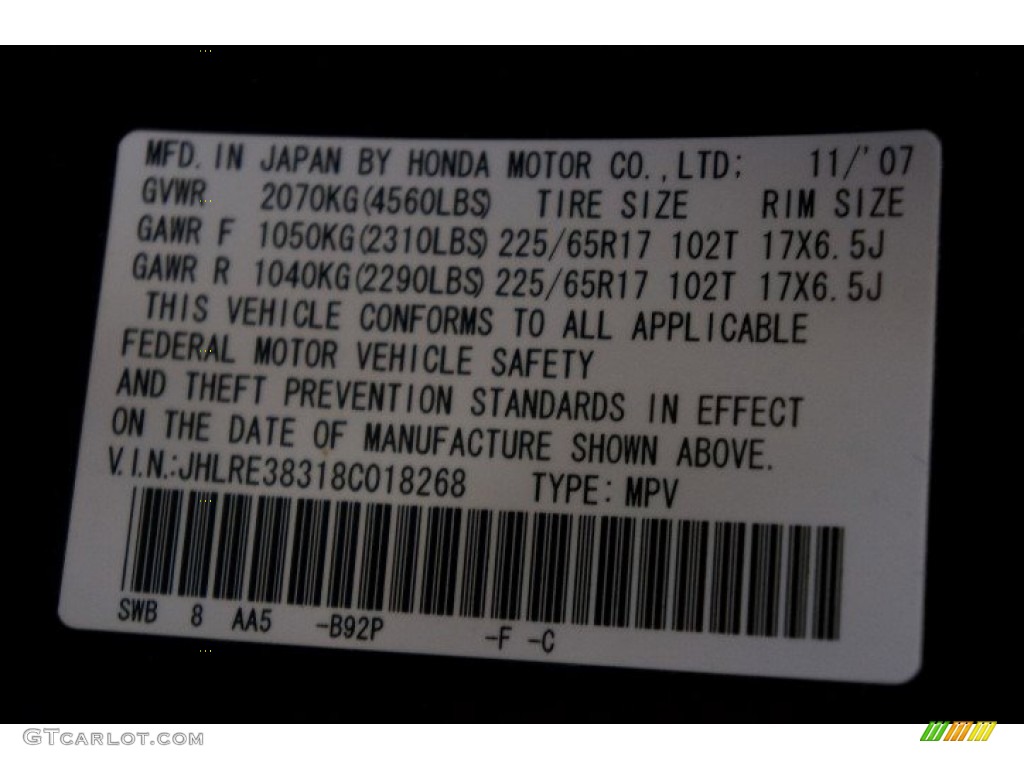 MFD. IN JAPAN BY HONDA MOTOR CO.,LTD; 11/'07
GVWR 2070KG(4560LBS) TIRE SIZE RIM SIZE
GAWR F 1050KG(2310LBS) 225/65R17 102T 17X6.5J
GAWR R 1040KG(2290LBS) 225/65R17 102T 17X6.5J
THIS VEHICLE CONFORMS TO ALL APPLICABLE
FEDERAL MOTOR VEHICLE SAFETY
AND THEFT PREVENTION STANDARDS IN EFFECT
ON THE DATE OF MANUFACTURE SHOWN ABOVE.
V.I.N.:JHLRE38318C018268 TYPE: MPV
SWB 8 AA5 -B92P -F -C
GTCARLOT.COM